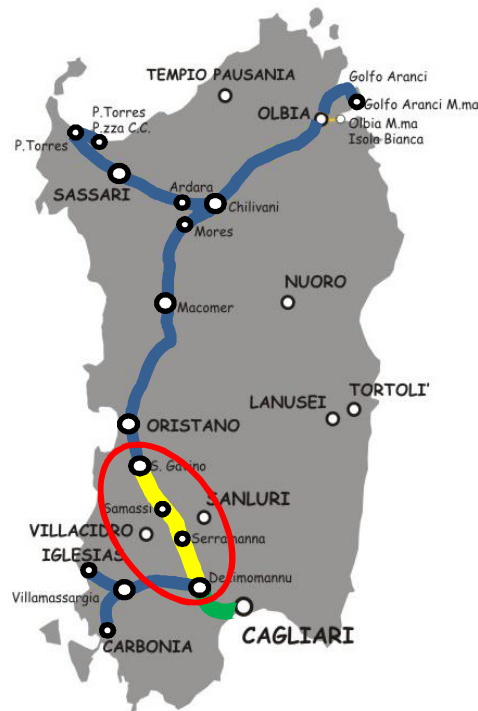 Golfo Aranci
TEMPIO PAUSANIA
Golfo Aranci M.ma
P.Torres
P.zza C.C.
OLBIA
Olbia M.ma
Isola Bianca
P.Torres
SASSARI
Ardara
Chilivani
Mores
NUORO
Macomer
TORTOLI'
LANUSEI
ORISTANO
S. Gavino
SANLURI
Samassi
VILLACIDRO
Serramanna
IGLESIAS
Decimomannu
Villamassargia
CAGLIARI
CARBONIA